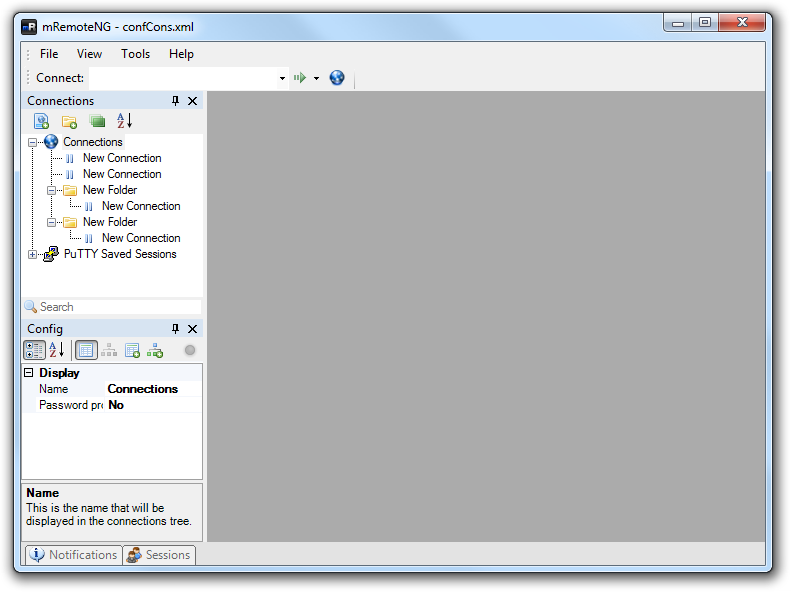 mRemoteNG - confCons.xml
File View Tools Help
Connect:
Connections
A
Z
Connections
New Connection
New Connection
New Folder
New Connection
New Folder
New Connection
PuTTY Saved Sessions
Search
Config
A
Z
Display
Name Connections
Password pro No
Name
This is the name that will be
displayed in the connections tree.
Notifications Sessions